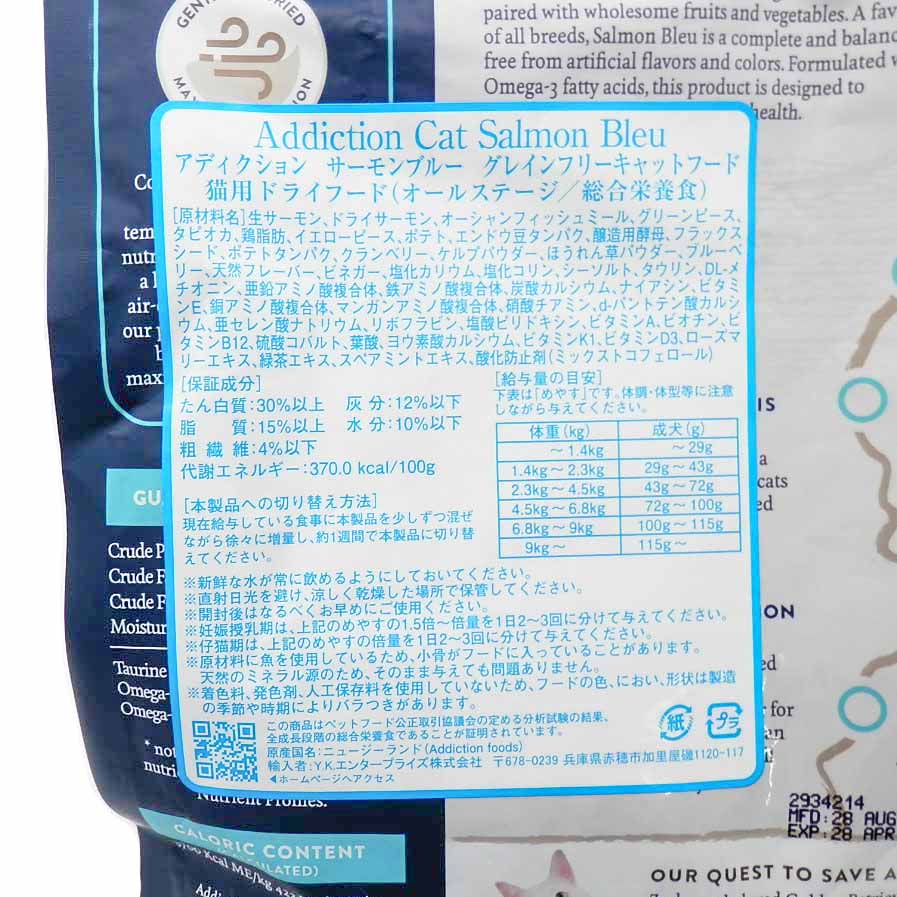 paired with wholesome fruits and vegetables. A fav
of all breeds, Salmon Bleu is a complete and balanc
free from artificial flavors and colors. Formulated w
Omega-3 fatty acids, this product is designed to
health.
Addiction Cat Salmon Bleu
アディクション サーモンブルー グレインフリーキャットフード
猫用ドライフード(オールステージ/総合栄養食)
[原材料名]生サーモン、ドライサーモン、オーシャンフィッシュミール、グリーンピース、
タピオカ、鶏脂肪、イエローピース、ポテト、エンドウ豆タンパク、醸造用酵母、フラックス
シード、ポテトタンパク、クランベリー、ケルプパウダー、ほうれん草パウダー、ブルーベ
リー、天然フレーバー、ビネガー、塩化カリウム、塩化コリン、シーソルト、タウリン、DL-メ
チオニン、亜鉛アミノ酸複合体、鉄アミノ酸複合体、炭酸カルシウム、ナイアシン、ビタミ
ンE、銅アミノ酸複合体、マンガンアミノ酸複合体、硝酸チアミン、d-パントテン酸カルシ
ウム、亜セレン酸ナトリウム、リボフラビン、塩酸ピリドキシン、ビタミンA、ビオチン、ビ
タミンB12、硫酸コバルト、葉酸、ヨウ素酸カルシウム、ビタミンK1、ビタミンD3、ローズマ
リーエキス、緑茶エキス、スペアミントエキス、酸化防止剤(ミックストコフェロール)
[保証成分]
たん白質:30%以上 灰分:12%以下
脂質:15%以上 水分:10%以下
粗繊維:4%以下
代謝エネルギー:370.0 kcal/100g
[本製品への切り替え方法]
現在給与している食事に本製品を少しずつ混ぜ
ながら徐々に増量し、約1週間で本製品に切り替
えてください。
[給与量の目安]
下表は「めやす」です。体調・体型等に注意
しながら与えてください。
体重(kg) 成犬(g)
~1.4kg ~29g
1.4kg~2.3kg 29g~43g
2.3kg~4.5kg 43g~72g
4.5kg~6.8kg 72g~100g
6.8kg~9kg 100g~115g
9kg~ 115g~
※新鮮な水が常に飲めるようにしておいてください。
※直射日光を避け、涼しく乾燥した場所で保管してください。
※開封後はなるべくお早めにご使用ください。
※妊娠授乳期は、上記のめやすの1.5倍~倍量を1日2~3回に分けて与えてください。
※仔猫期は、上記のめやすの倍量を1日2~3回に分けて与えてください。
※原材料に魚を使用しているため、小骨がフードに入っていることがあります。
天然のミネラル源のため、そのまま与えても問題ありません。
※着色料、発色剤、人工保存料を使用していないため、フードの色、におい、形状は製造
の季節や時期によりバラつきがあります。
この商品はペットフード公正取引協議会の定める分析試験の結果、
全成長段階の総合栄養食であることが証明されています。
原産国名:ニュージーランド(Addiction foods)
輸入者:Y.K.エンタープライズ株式会社 〒678-0239 兵庫県赤穂市加里屋磯1120-117
◀ホームページへアクセス
紙
プラ
tem
nutr
a l
air-
our p
maxi
GU
Crude P
Crude F
Crude F
Moistur
Taurine
Omega-
Omega-
* not
nutri
Nutrient Profiles.
CALORIC CONTENT
IS
a
cats
ed
ON
ed
for
an
2934214
MFD: 28 AUG
EXP: 28 APR
OUR QUEST TO SAVE A